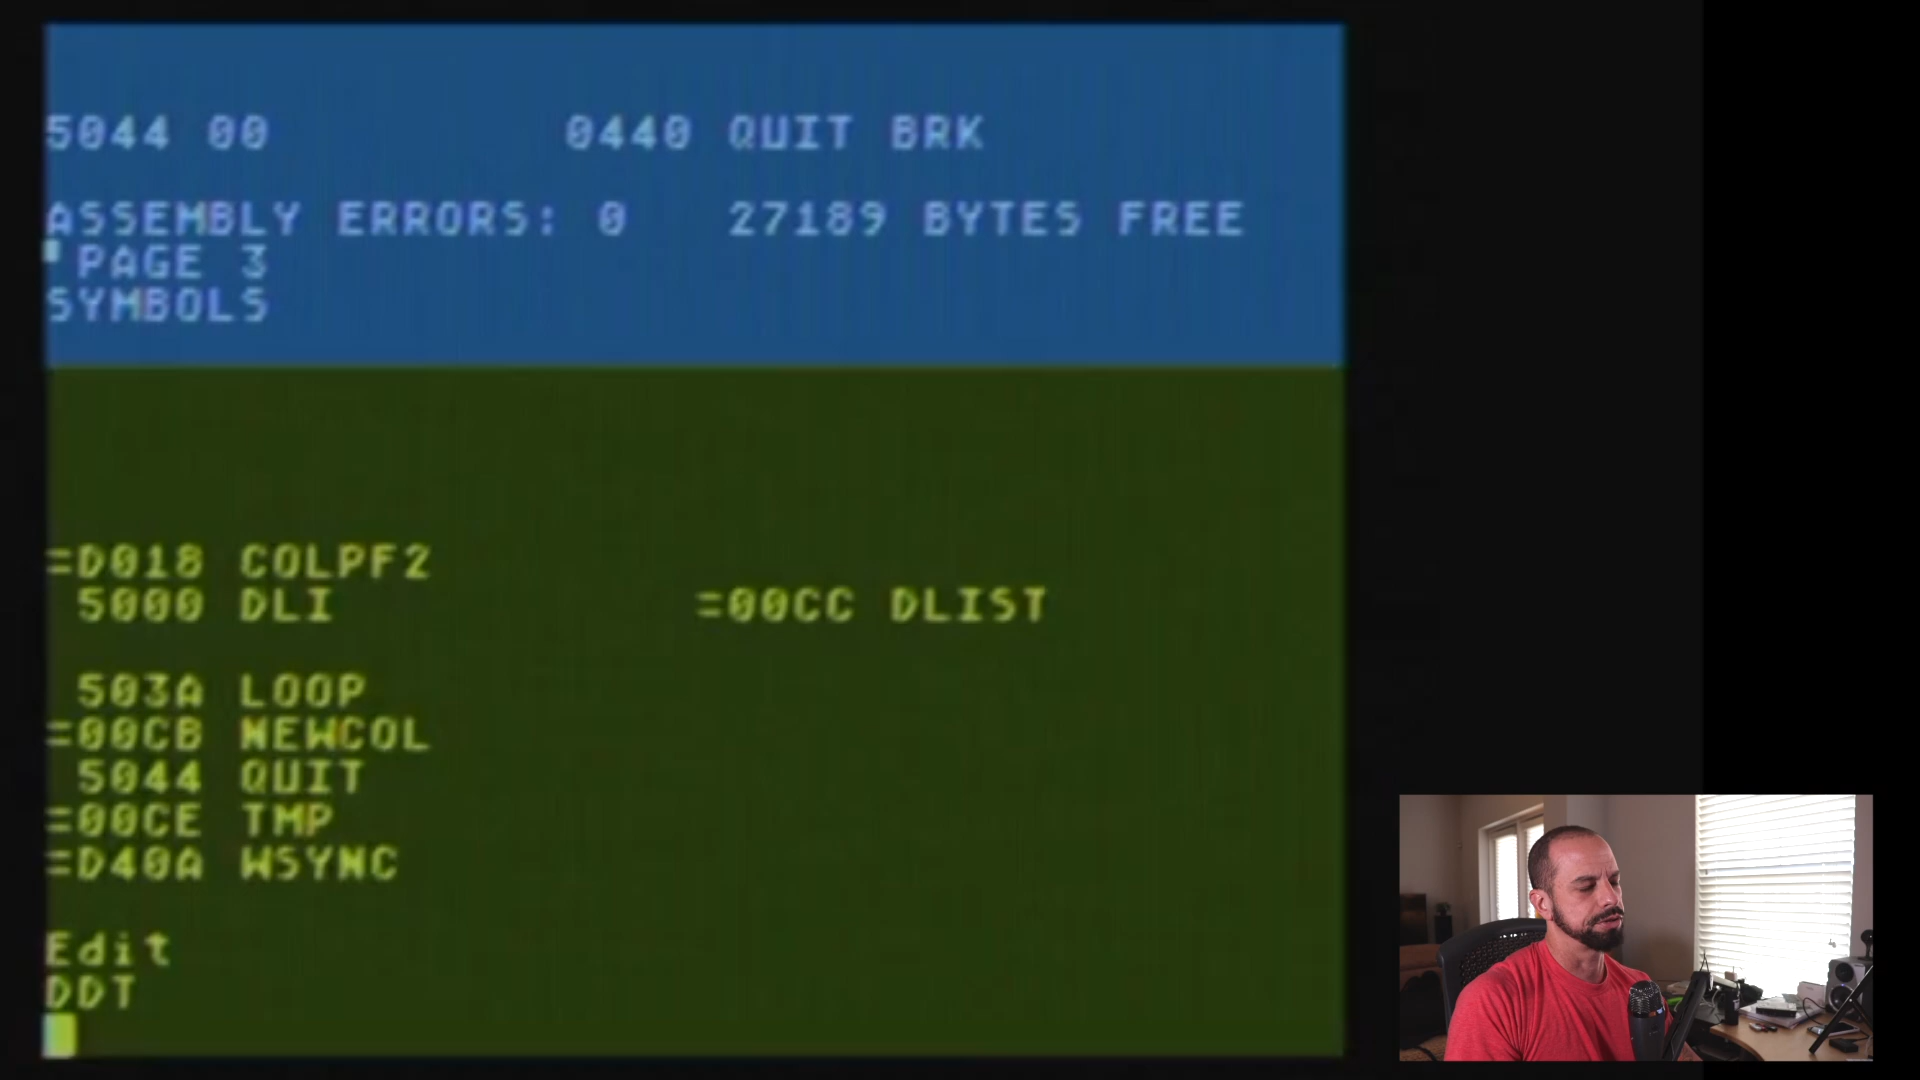 5044 00 0440 QUIT BRK
ASSEMBLY ERRORS: 0 27189 BYTES FREE
PAGE 3
SYMBOLS
=D018 COLPF2
5000 DLI =00CC DLIST
503A LOOP
=00CB NEWCOL
5044 QUIT
=00CE TMP
=D40A WSYNC
Edit
DDT